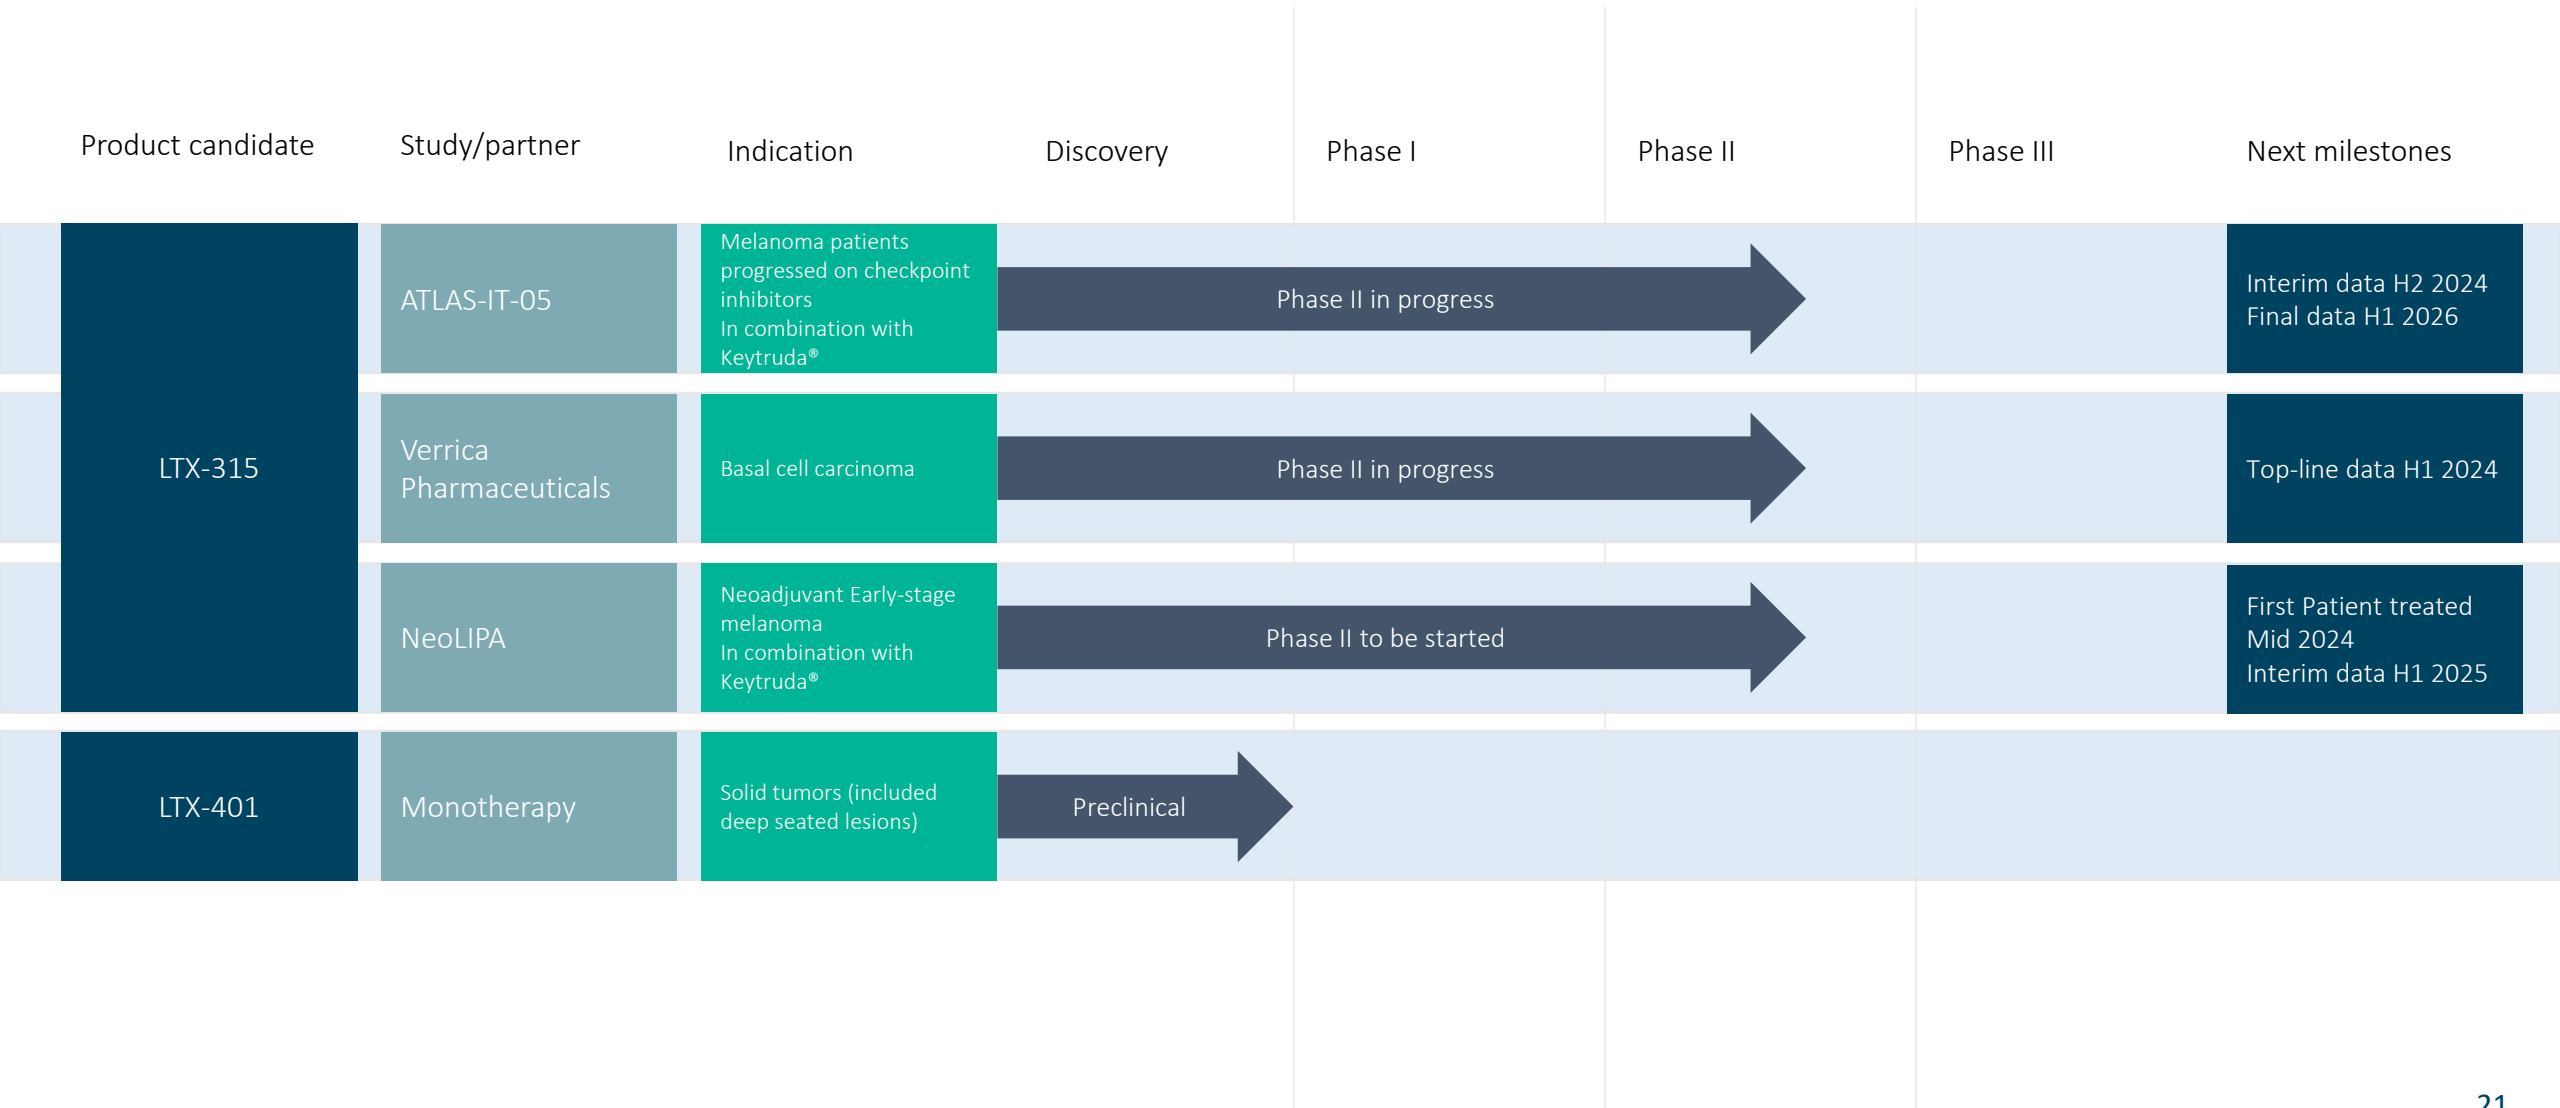 Product candidate
Study/partner
Indication
Discovery
Phase I
Phase II
Phase III
Next milestones
LTX-315
ATLAS-IT-05
Melanoma patients
progressed on checkpoint
inhibitors
In combination with
Keytruda®
Phase II in progress
Interim data H2 2024
Final data H1 2026
Verrica
Pharmaceuticals
Basal cell carcinoma
Phase II in progress
Top-line data H1 2024
NeoLIPA
Neoadjuvant Early-stage
melanoma
In combination with
Keytruda®
Phase II to be started
First Patient treated
Mid 2024
Interim data H1 2025
LTX-401
Monotherapy
Solid tumors (included
deep seated lesions)
Preclinical
21